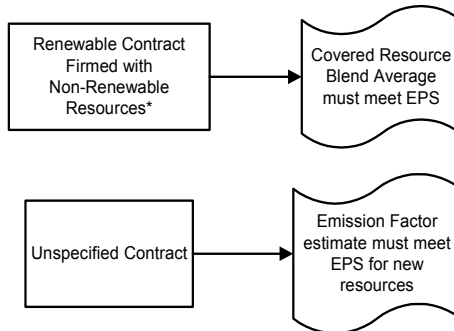 Renewable Contract
Firmed with
Non-Renewable
Resources*
Covered Resource
Blend Average
must meet EPS
Unspecified Contract
Emission Factor
estimate must meet
EPS for new
resources